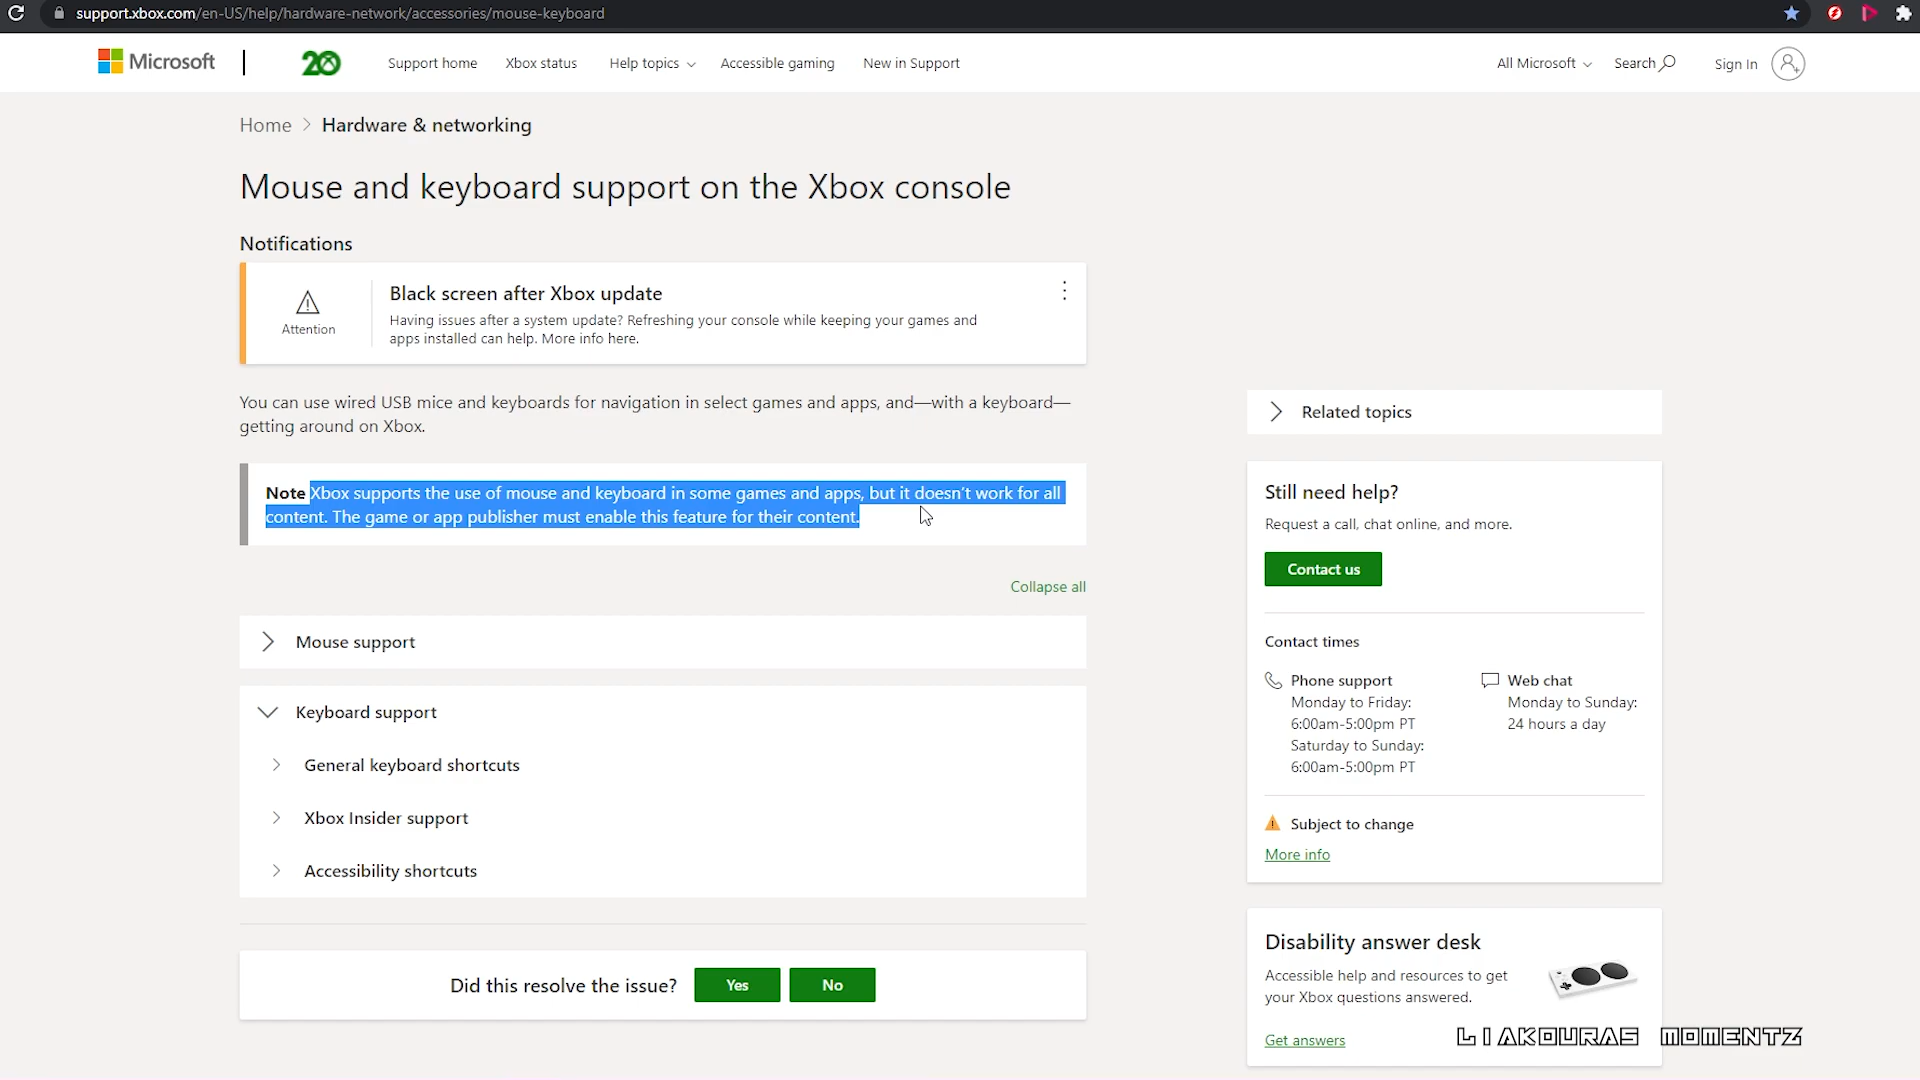 support.xbox.com/en-US/help/hardware-network/accessories/mouse-keyboard
Microsoft
20
Support home
Xbox status
Help topics
Accessible gaming
New in Support
All Microsoft
Search
Sign In
Home > Hardware & networking
Mouse and keyboard support on the Xbox console
Notifications
Attention
Black screen after Xbox update
Having issues after a system update? Refreshing your console while keeping your games and
apps installed can help. More info here.
You can use wired USB mice and keyboards for navigation in select games and apps, and—with a keyboard—
getting around on Xbox.
Note Xbox supports the use of mouse and keyboard in some games and apps, but it doesn't work for all
content. The game or app publisher must enable this feature for their content.
Collapse all
Mouse support
Keyboard support
General keyboard shortcuts
Xbox Insider support
Accessibility shortcuts
Did this resolve the issue?
Yes
No
Related topics
Still need help?
Request a call, chat online, and more.
Contact us
Contact times
Phone support
Monday to Friday:
6:00am-5:00pm PT
Saturday to Sunday:
6:00am-5:00pm PT
Web chat
Monday to Sunday:
24 hours a day
Subject to change
More info
Disability answer desk
Accessible help and resources to get
your Xbox questions answered.
Get answers
LIAKOURAS MOMENTZ